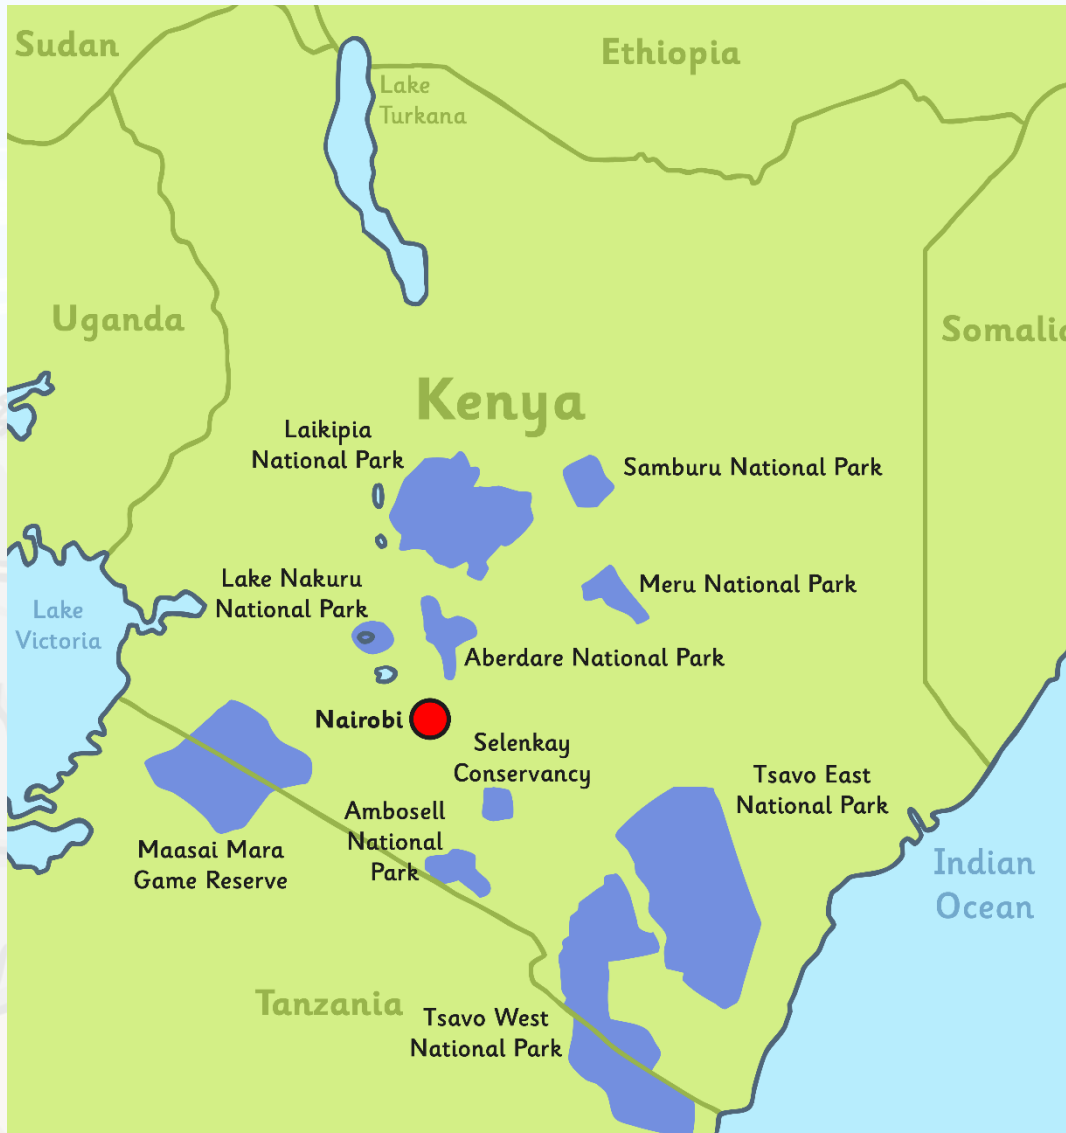 Sudan
Ethiopia
Lake
Turkana
Uganda
Somalia
Kenya
Laikipia
National Park
Samburu National Park
Lake Nakuru
National Park
Meru National Park
Lake
Victoria
Aberdare National Park
Nairobi
Selenkay
Conservancy
Tsavo East
National Park
Ambosell
National
Park
Maasai Mara
Game Reserve
Indian
Ocean
Tanzania
Tsavo West
National Park